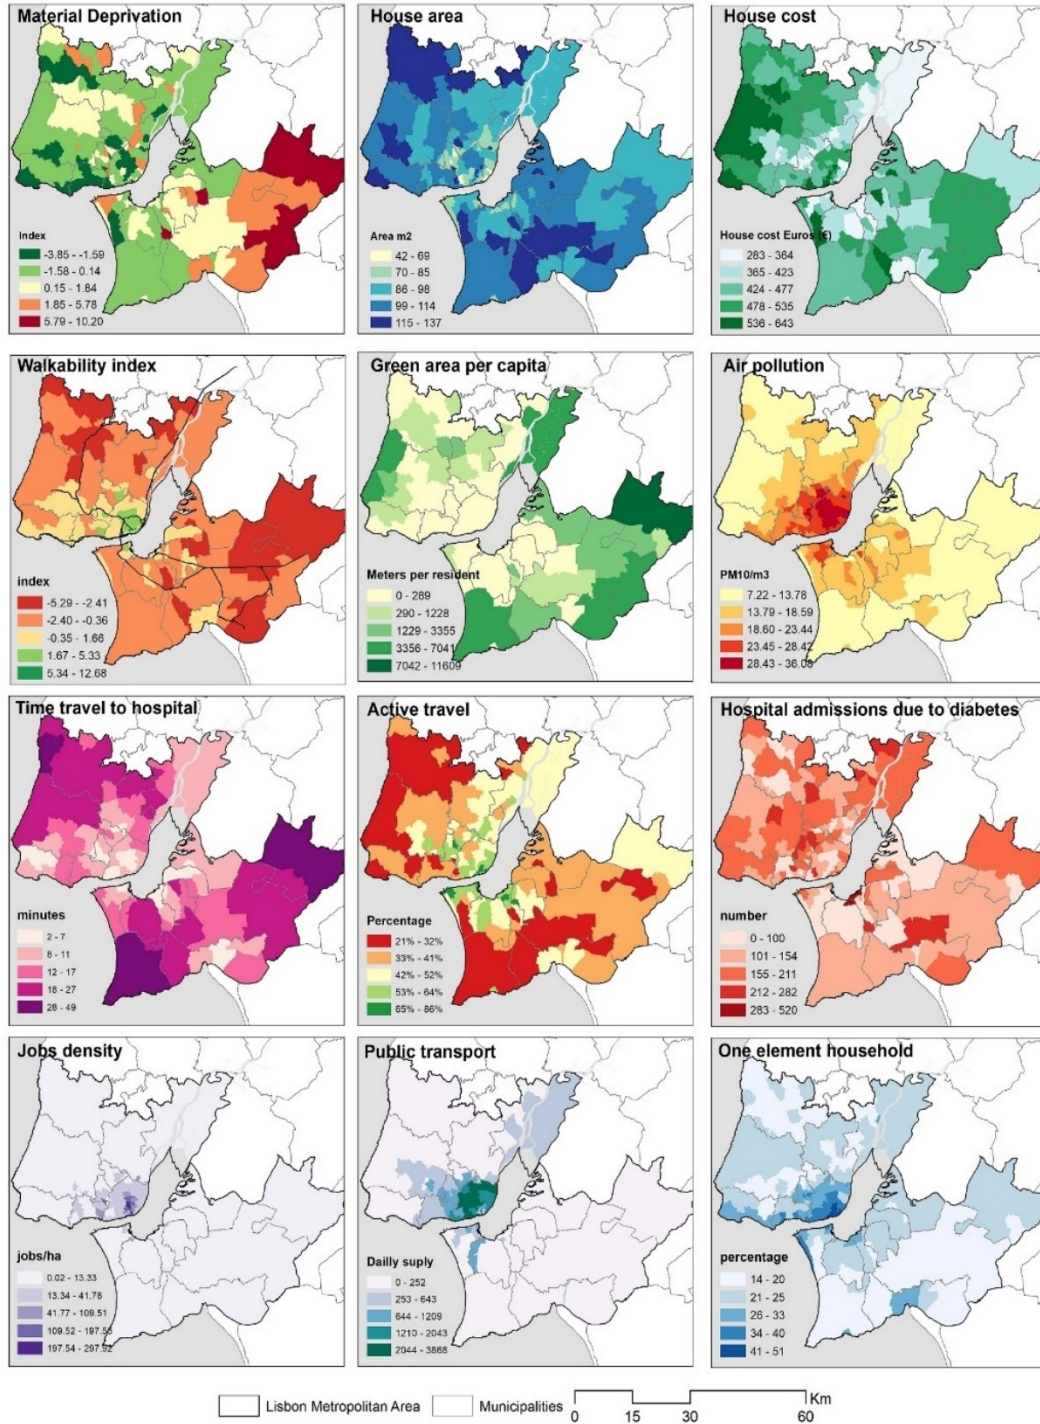 Material Deprivation
Index
-3.85 - -1.59
-1.58 - 0.14
0.15 - 1.84
1.85 - 5.78
5.79 - 10.20
House area
Area m2
42 - 69
70 - 85
86 - 98
99 - 114
115 - 137
House cost
House cost Euros (€)
283 - 364
365 - 423
424 - 477
478 - 535
536 - 643
Walkability index
index
-5.29 - -2.41
-2.40 - -0.36
-0.35 - 1.66
1.67 - 5.33
5.34 - 12.68
Green area per capita
Meters per resident
0 - 289
290 - 1228
1229 - 3355
3356 - 7041
7042 - 11609
Air pollution
PM10/m3
7.22 - 13.78
13.79 - 18.59
18.60 - 23.44
23.45 - 28.42
28.43 - 36.08
Time travel to hospital
minutes
2 - 7
8 - 11
12 - 17
18 - 27
28 - 49
Active travel
Percentage
21% - 32%
33% - 41%
42% - 52%
53% - 64%
65% - 86%
Hospital admissions due to diabetes
number
0 - 100
101 - 154
155 - 211
212 - 282
283 - 520
Jobs density
jobs/ha
0.02 - 13.33
13.34 - 41.76
41.77 - 109.51
109.52 - 197.53
197.54 - 297.92
Public transport
Dailly suply
0 - 252
253 - 643
644 - 1209
1210 - 2043
2044 - 3868
One element household
percentage
14 - 20
21 - 25
26 - 33
34 - 40
41 - 51
Lisbon Metropolitan Area
Municipalities
Km
0 15 30 60